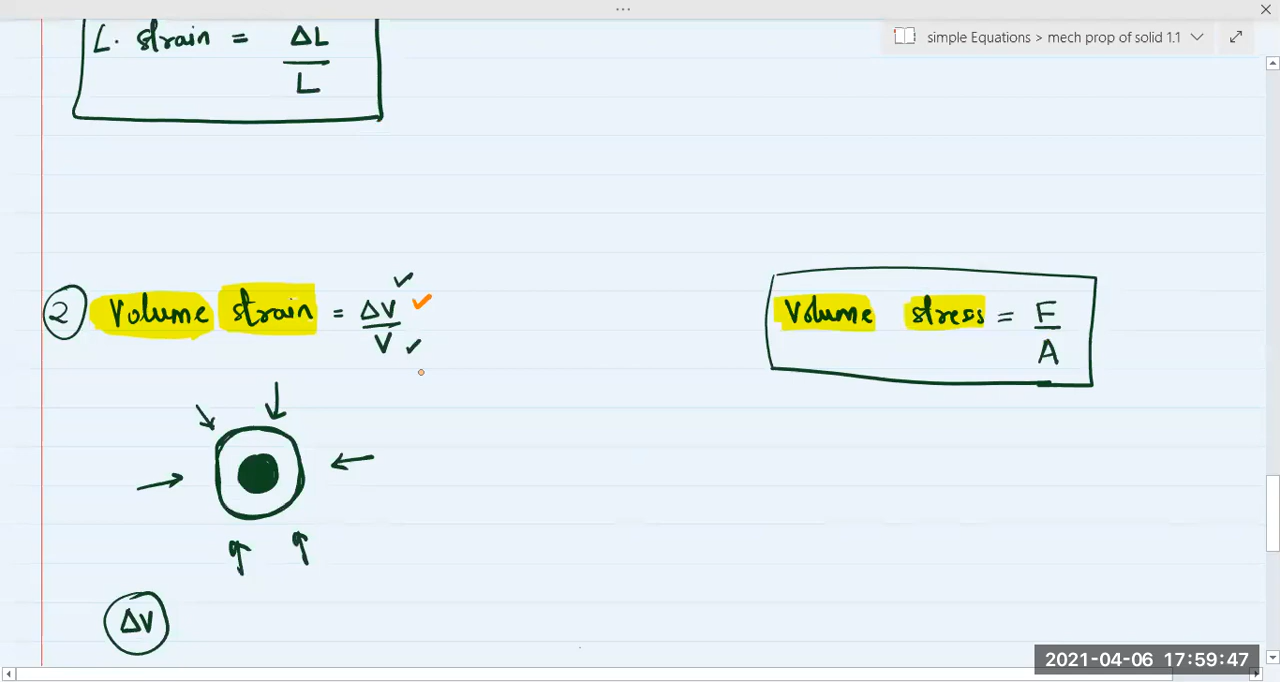 simple Equations > mech prop of solid 1.1
L. strain = ΔL
L
2 Volume strain = ΔV
V
Volume stress = F
A
ΔV
2021-04-06 17:59:47